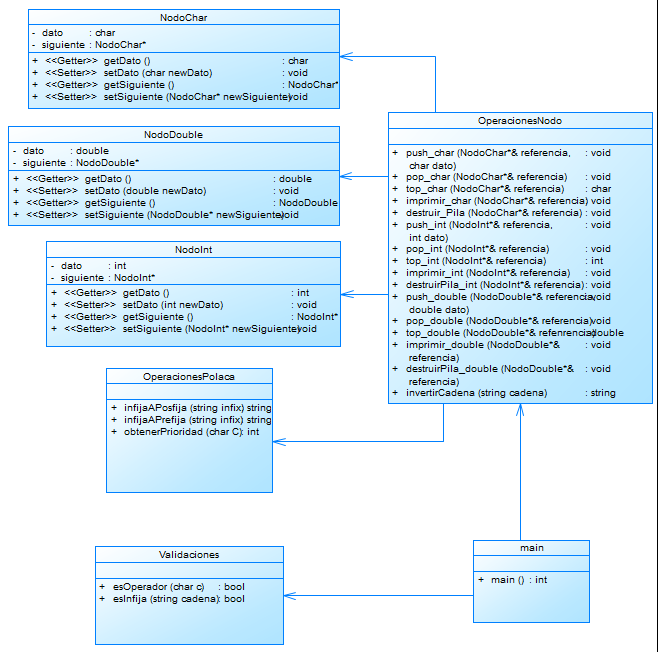 NodoChar
- dato : char
- siguiente : NodoChar*
+ <<Getter>> getDato () : char
+ <<Setter>> setDato (char newDato) : void
+ <<Getter>> getSiguiente () : NodoChar*
+ <<Setter>> setSiguiente (NodoChar* newSiguiente) void
NodoDouble
- dato : double
- siguiente : NodoDouble*
+ <<Getter>> getDato () : double
+ <<Setter>> setDato (double newDato) : void
+ <<Getter>> getSiguiente () : NodoDouble
+ <<Setter>> setSiguiente (NodoDouble* newSiguiente) void
NodoInt
- dato : int
- siguiente : NodoInt*
+ <<Getter>> getDato () : int
+ <<Setter>> setDato (int newDato) : void
+ <<Getter>> getSiguiente () : NodoInt*
+ <<Setter>> setSiguiente (NodoInt* newSiguiente) void
OperacionesNodo
+ push_char (NodoChar*& referencia, : void
char dato)
+ pop_char (NodoChar*& referencia) : void
+ top_char (NodoChar*& referencia) : char
+ imprimir_char (NodoChar*& referencia) void
+ destruir_Pila (NodoChar*& referencia) : void
+ push_int (NodoInt*& referencia, : void
int dato)
+ pop_int (NodoInt*& referencia) : void
+ top_int (NodoInt*& referencia) : int
+ imprimir_int (NodoInt*& referencia) : void
+ destruirPila_int (NodoInt*& referencia) : void
+ push_double (NodoDouble*& referencia, void
double dato)
+ pop_double (NodoDouble*& referencia) void
+ top_double (NodoDouble*& refenrencia) double
+ imprimir_double (NodoDouble*& : void
referencia)
+ destruirPila_double (NodoDouble*& : void
referencia)
+ invertirCadena (string cadena) : string
OperacionesPolaca
+ infijaAPosfija (string infix) string
+ infijaAPrefija (string infix) string
+ obtenerPrioridad (char C) : int
Validaciones
+ esOperador (char c) : bool
+ esInfija (string cadena) : bool
main
+ main () : int